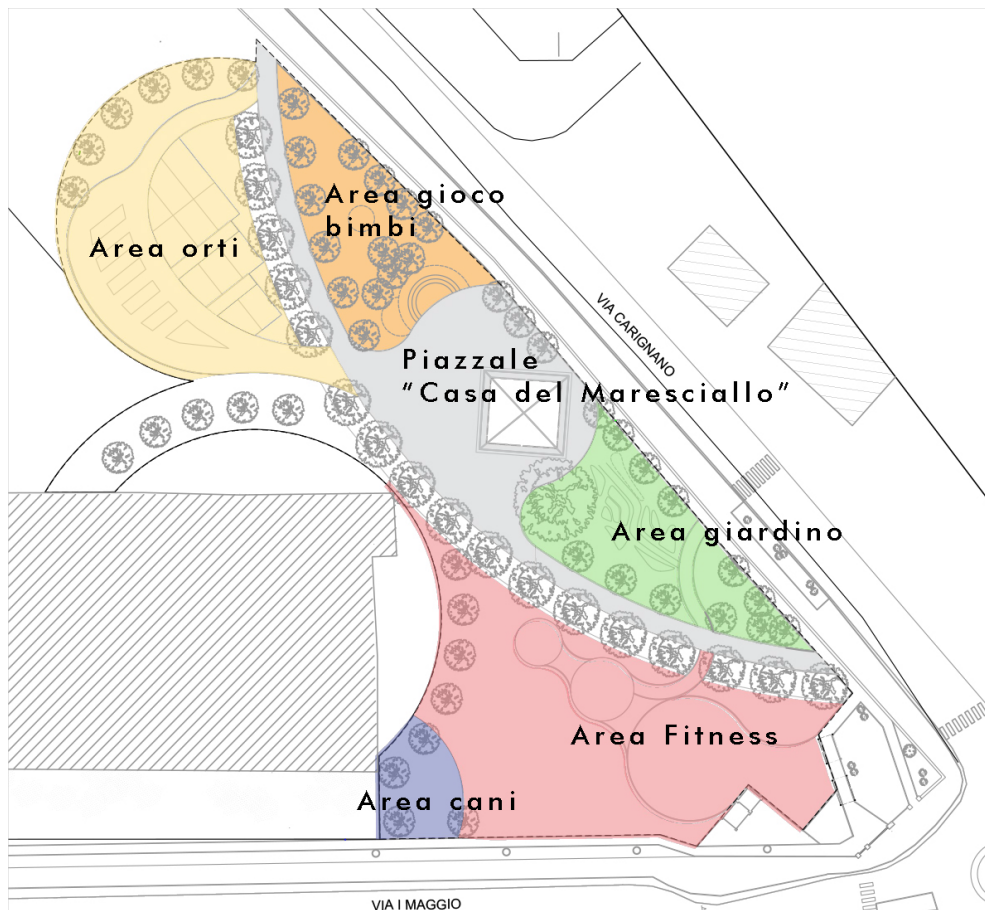 Area gioco
bimbi
Area orti
VIA CARIGNANO
Piazzale
"Casa del Maresciallo"
Area giardino
Area Fitness
Area cani
VIA I MAGGIO